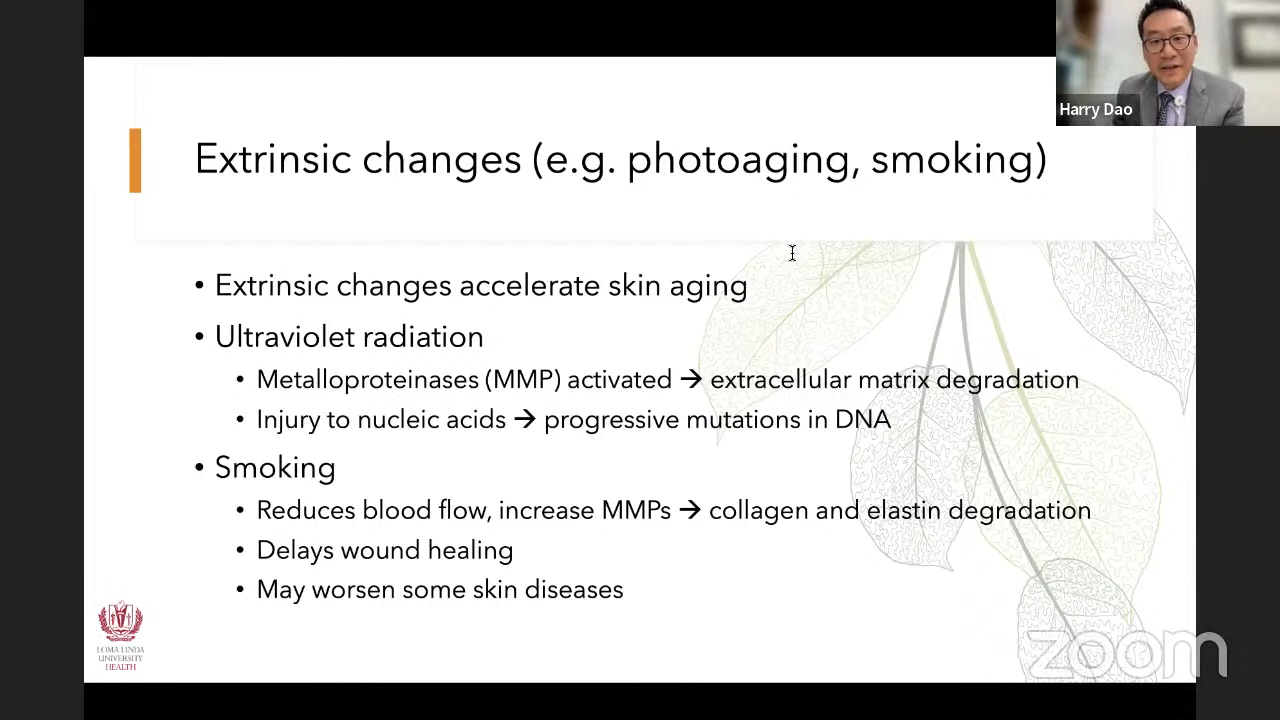 Harry Dao
Extrinsic changes (e.g. photoaging, smoking)
• Extrinsic changes accelerate skin aging
• Ultraviolet radiation
• Metalloproteinases (MMP) activated → extracellular matrix degradation
• Injury to nucleic acids → progressive mutations in DNA
• Smoking
• Reduces blood flow, increase MMPs → collagen and elastin degradation
• Delays wound healing
• May worsen some skin diseases
LOMA LINDA
UNIVERSITY
HEALTH
zoom